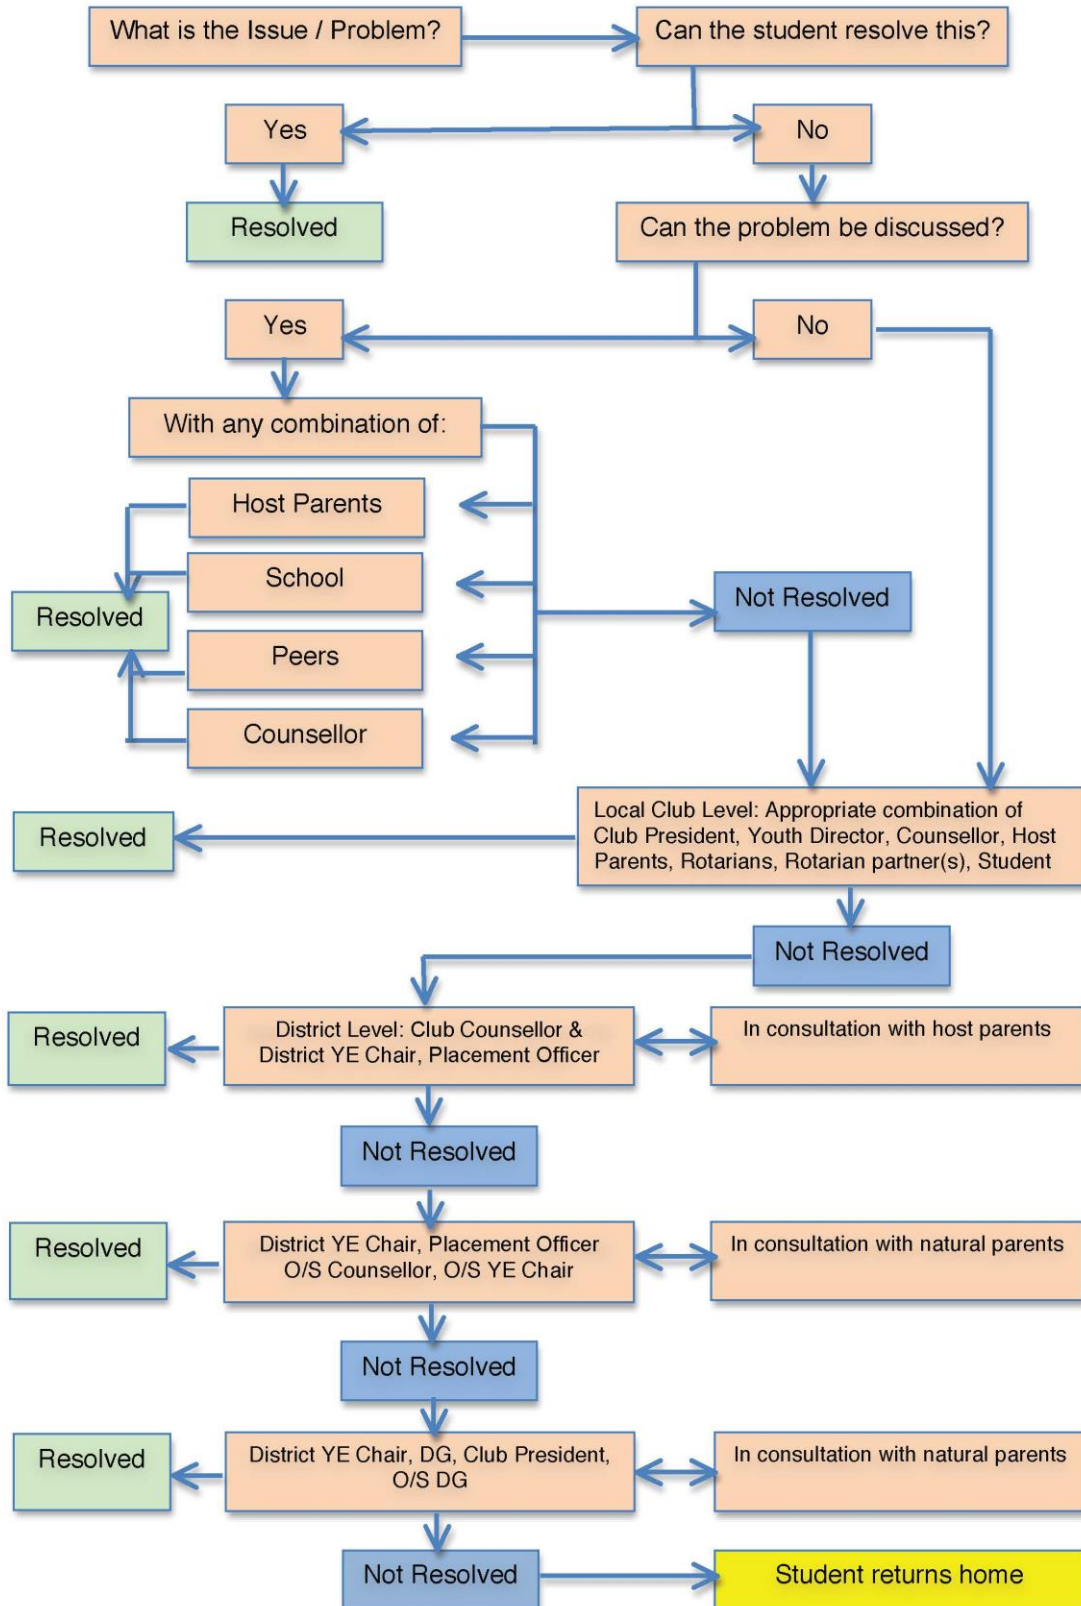 What is the Issue / Problem?
Can the student resolve this?
Yes
No
Resolved
Can the problem be discussed?
Yes
No
With any combination of:
Host Parents
School
Resolved
Not Resolved
Peers
Counsellor
Local Club Level: Appropriate combination of
Club President, Youth Director, Counsellor, Host
Parents, Rotarians, Rotarian partner(s), Student
Resolved
Not Resolved
Resolved
District Level: Club Counsellor &
District YE Chair, Placement Officer
In consultation with host parents
Not Resolved
Resolved
District YE Chair, Placement Officer
O/S Counsellor, O/S YE Chair
In consultation with natural parents
Not Resolved
Resolved
District YE Chair, DG, Club President,
O/S DG
In consultation with natural parents
Not Resolved
Student returns home